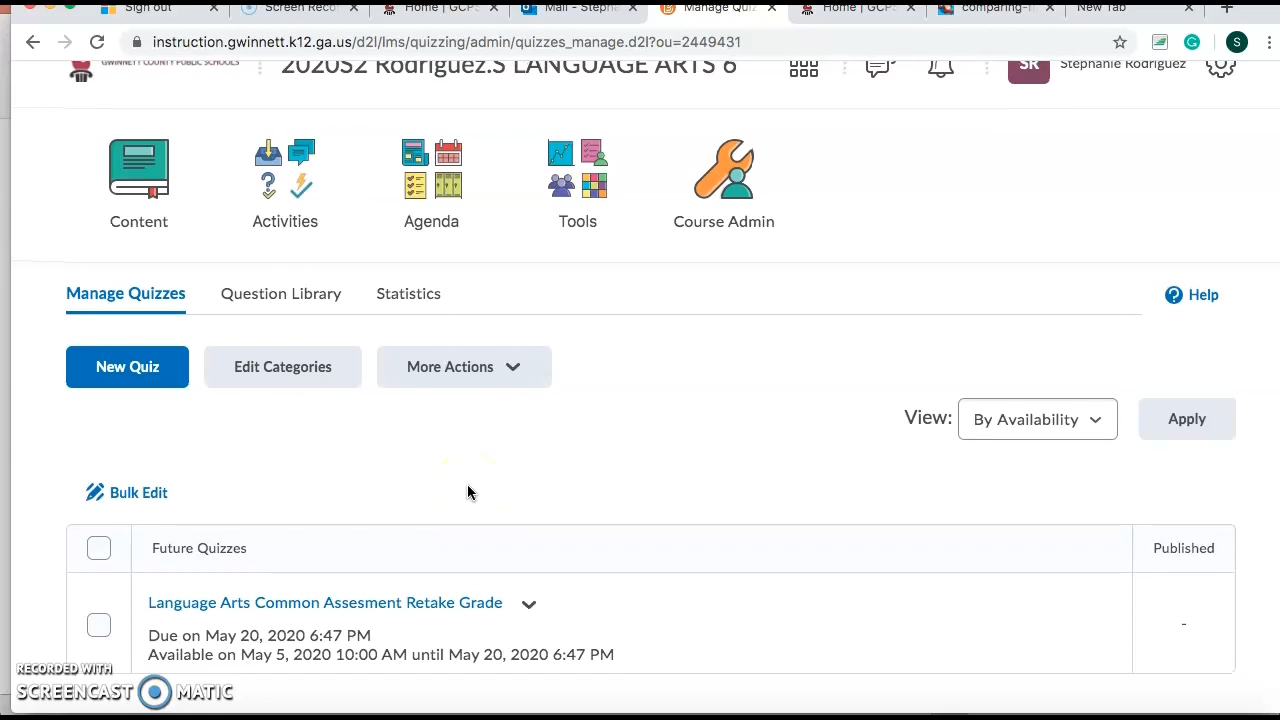 Sign out
Screen Reco
Home | GCPS
Mail - Steph
Manage Quiz
Home | GCPS
comparing-
New Tab
instruction.gwinnett.k12.ga.us/d2l/lms/quizzing/admin/quizzes_manage.d2l?ou=2449431
S
GWINNETT COUNTY PUBLIC SCHOOLS
2020S2 Rodriguez.S LANGUAGE ARTS 6
SR
Stephanie Rodriguez
Content
Activities
Agenda
Tools
Course Admin
Manage Quizzes
Question Library
Statistics
Help
New Quiz
Edit Categories
More Actions
View:
By Availability
Apply
Bulk Edit
Future Quizzes
Published
Language Arts Common Assesment Retake Grade
Due on May 20, 2020 6:47 PM
-
Available on May 5, 2020 10:00 AM until May 20, 2020 6:47 PM
RECORDED WITH
SCREENCAST MATIC